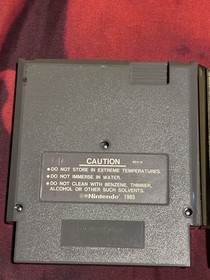 CAUTION
•DO NOT STORE IN EXTREME TEMPERATURES.
•DO NOT IMMERSE IN WATER.
•DO NOT CLEAN WITH BENZENE, THINNER,
ALCOHOL OR OTHER SUCH SOLVENTS.
©Nintendo 1985